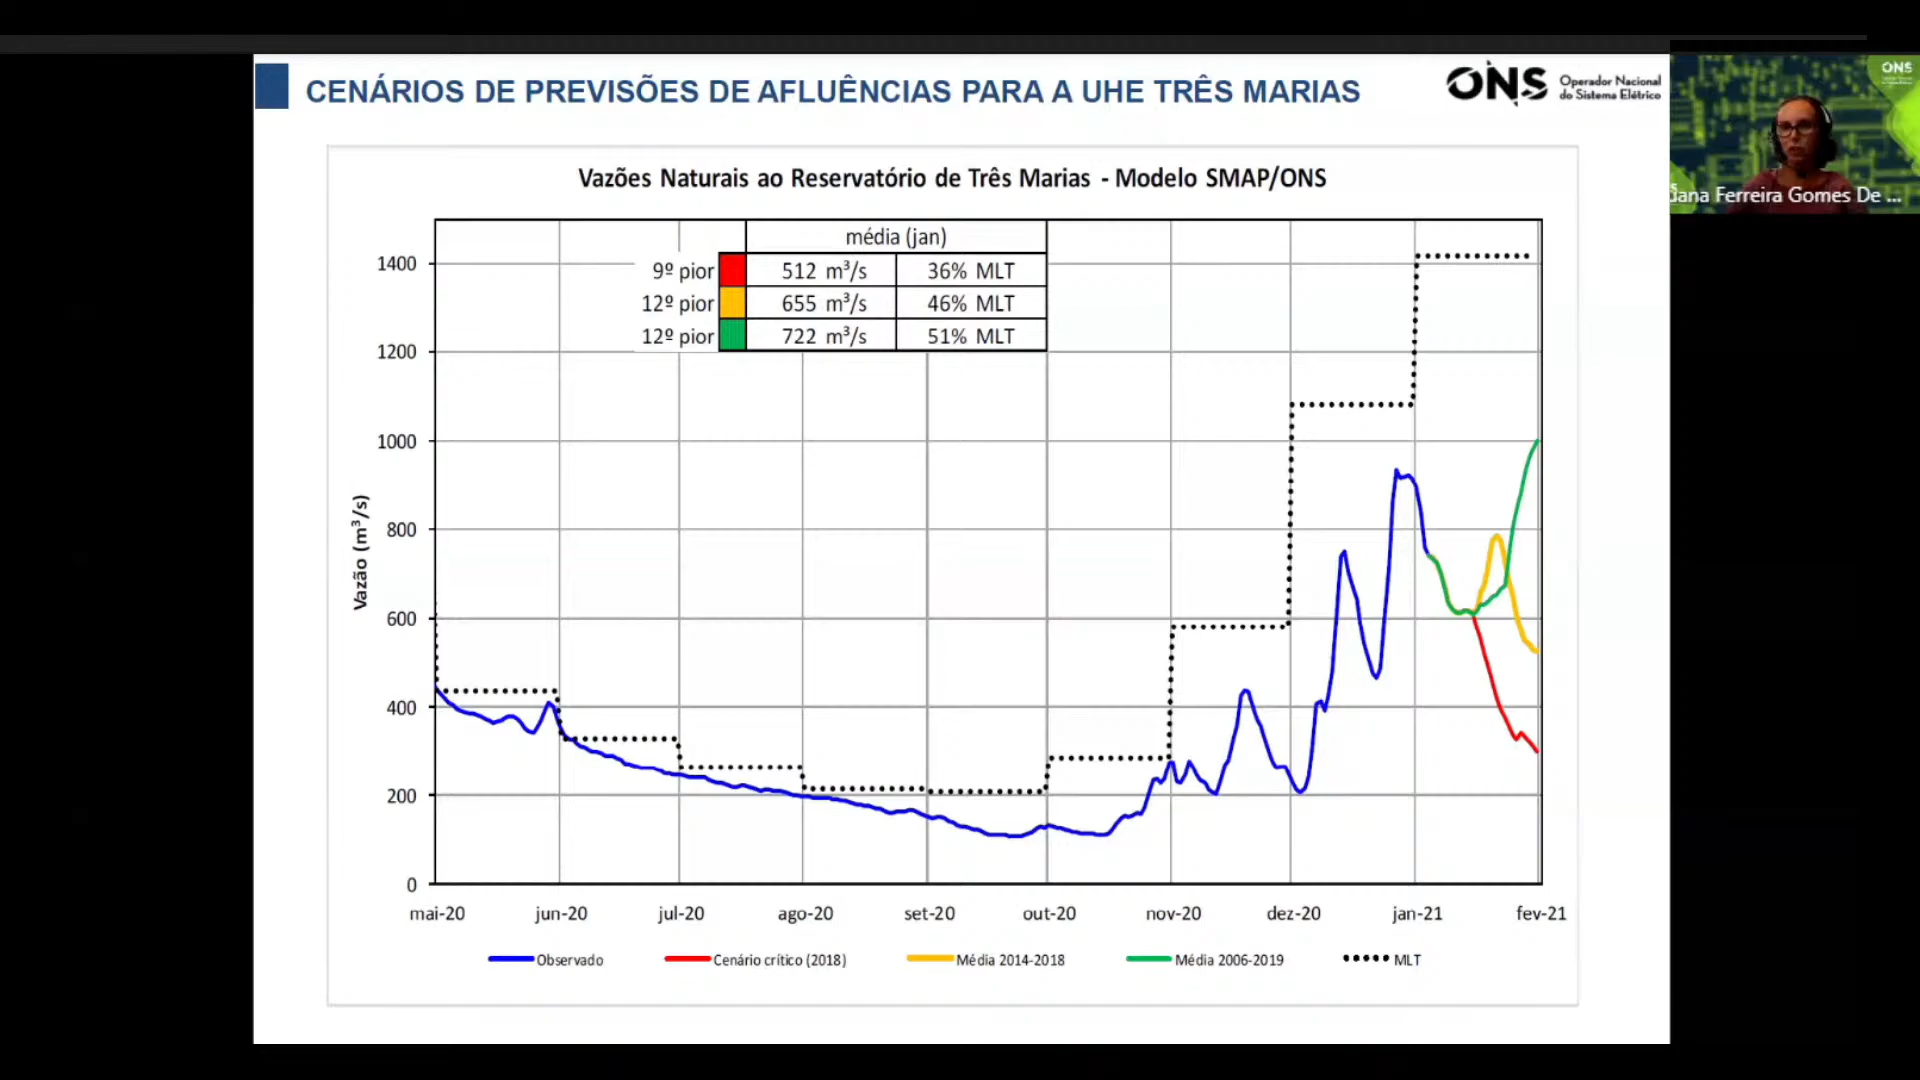 CENÁRIOS DE PREVISÕES DE AFLUÊNCIAS PARA A UHE TRÊS MARIAS
ONS Operador Nacional
do Sistema Elétrico
ONS
Ferreira Gomes De ...
Vazões Naturais ao Reservatório de Três Marias - Modelo SMAP/ONS
média (jan)
9º pior 512 m³/s 36% MLT
12º pior 655 m³/s 46% MLT
12º pior 722 m³/s 51% MLT
Vazão (m³/s)
1400
1200
1000
800
600
400
200
0
mai-20 jun-20 jul-20 ago-20 set-20 out-20 nov-20 dez-20 jan-21 fev-21
Observado Cenário crítico (2018) Média 2014-2018 Média 2006-2019 MLT